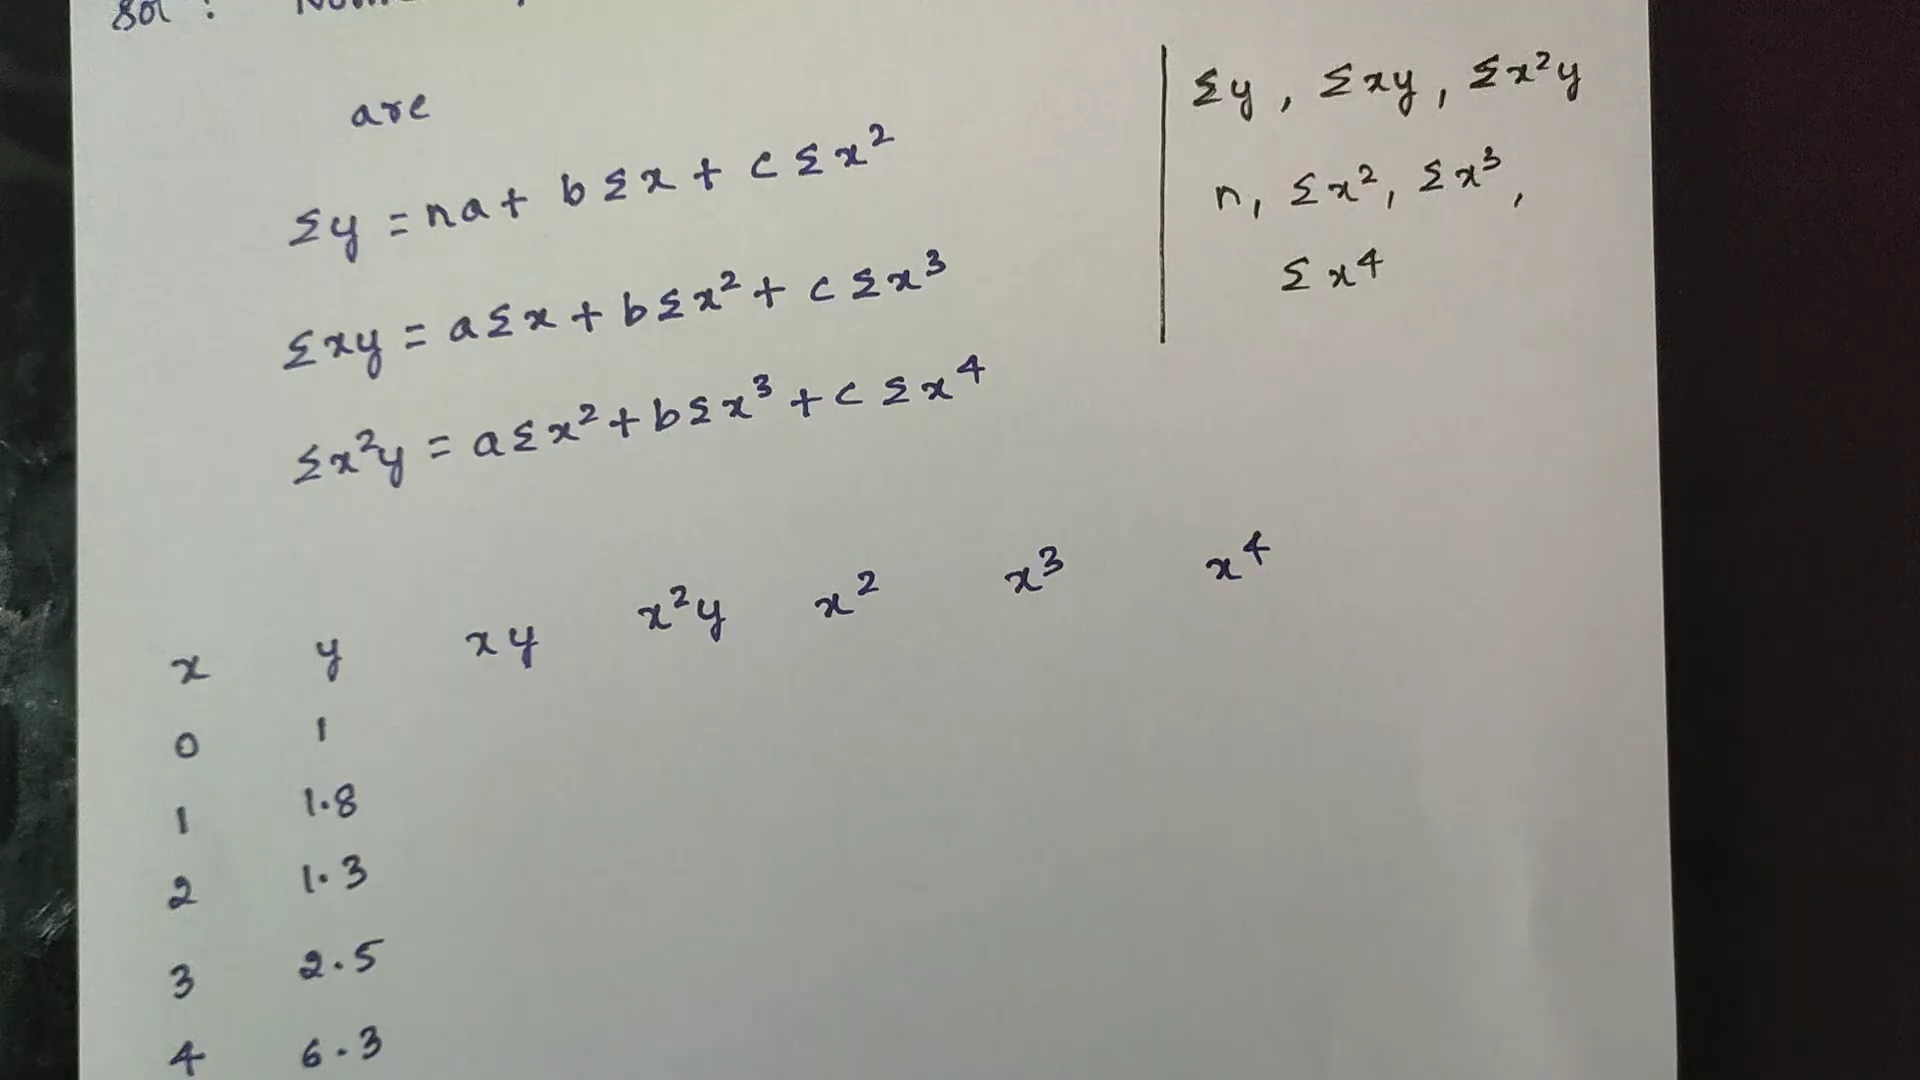 Sol :
are
Σy = na + bΣx + cΣx²
Σxy = aΣx + bΣx² + cΣx³
Σx²y = aΣx² + bΣx³ + cΣx⁴
Σy, Σxy, Σx²y
n, Σx², Σx³,
Σx⁴
x y xy x²y x² x³ x⁴
0 1
1 1.8
2 1.3
3 2.5
4 6.3